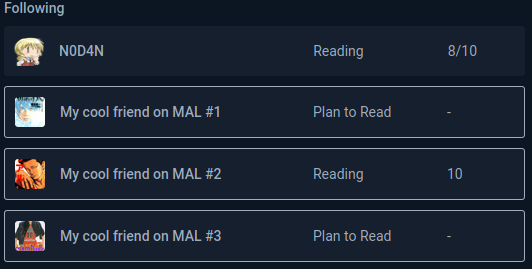 Following
N0D4N Reading 8/10
My cool friend on MAL #1 Plan to Read -
My cool friend on MAL #2 Reading 10
My cool friend on MAL #3 Plan to Read -